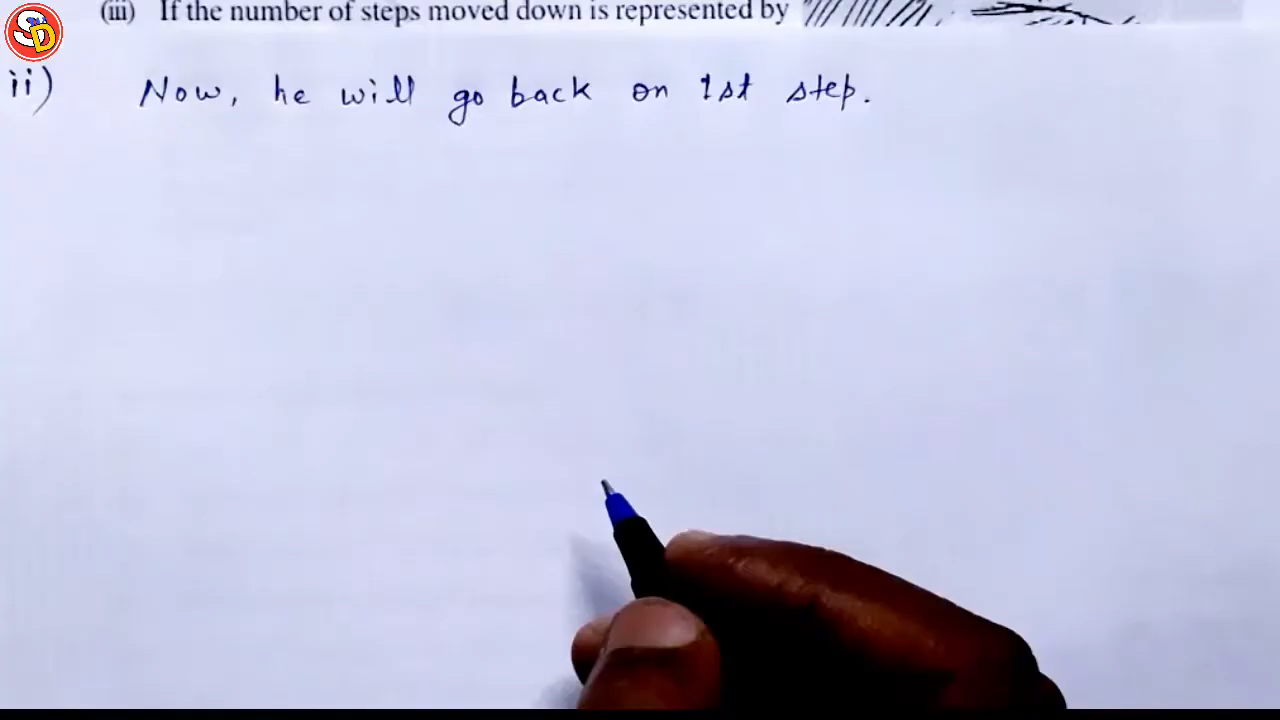 (iii) If the number of steps moved down is represented by
ii) Now, he will go back on 1st step.
SD